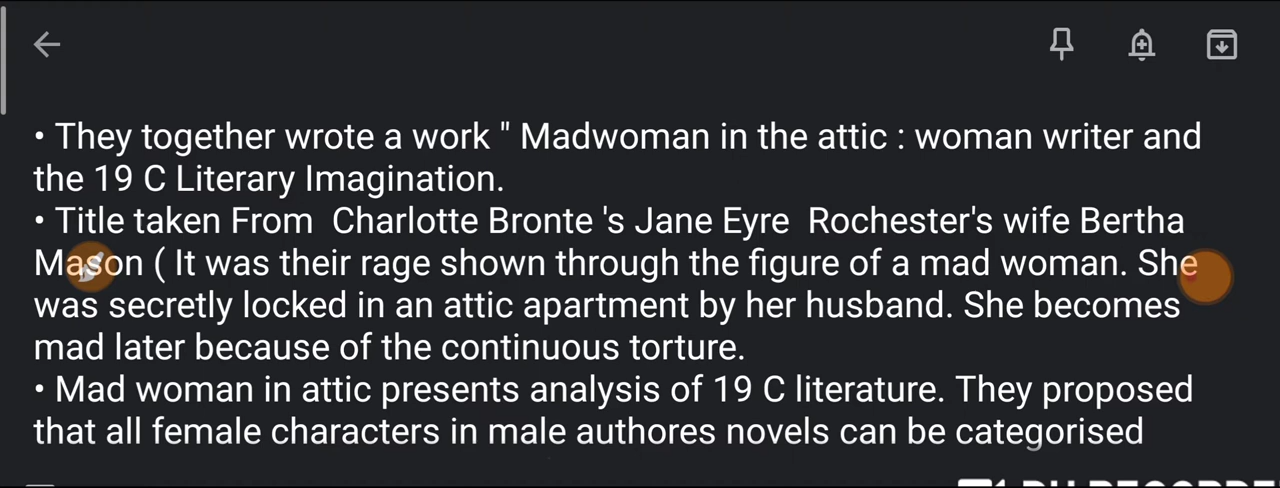 • They together wrote a work " Madwoman in the attic : woman writer and
the 19 C Literary Imagination.
• Title taken From  Charlotte Bronte 's Jane Eyre  Rochester's wife Bertha
Mason ( It was their rage shown through the figure of a mad woman. She
was secretly locked in an attic apartment by her husband. She becomes
mad later because of the continuous torture.
• Mad woman in attic presents analysis of 19 C literature. They proposed
that all female characters in male authores novels can be categorised